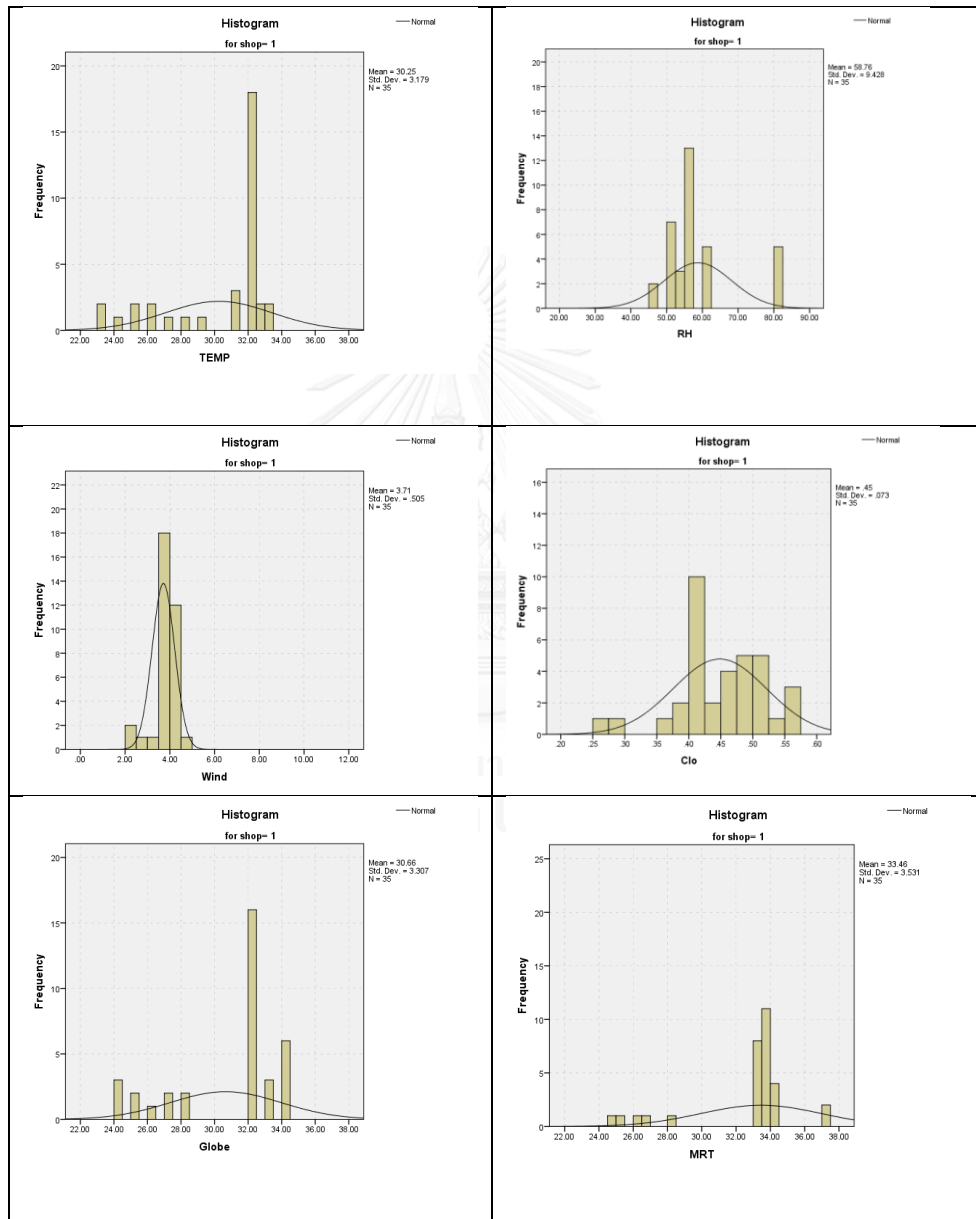 Histogram
Normal
for shop= 1
Mean = 30.25
Std. Dev. = 3.179
N = 35
20
15
10
5
0
Frequency
22.00 24.00 26.00 28.00 30.00 32.00 34.00 36.00 38.00
TEMP
Histogram
Normal
for shop= 1
Mean = 58.76
Std. Dev. = 9.428
N = 35
20
18
16
14
12
10
8
6
4
2
0
Frequency
20.00 30.00 40.00 50.00 60.00 70.00 80.00 90.00
RH
Histogram
Normal
for shop= 1
Mean = 3.71
Std. Dev. = .505
N = 35
22
20
18
16
14
12
10
8
6
4
2
0
Frequency
.00 2.00 4.00 6.00 8.00 10.00 12.00
Wind
Histogram
Normal
for shop= 1
Mean = .45
Std. Dev. = .073
N = 35
16
14
12
10
8
6
4
2
0
Frequency
.20 .25 .30 .35 .40 .45 .50 .55 .60
Clo
Histogram
Normal
for shop= 1
Mean = 30.66
Std. Dev. = 3.307
N = 35
20
15
10
5
0
Frequency
22.00 24.00 26.00 28.00 30.00 32.00 34.00 36.00 38.00
Globe
Histogram
Normal
for shop= 1
Mean = 33.46
Std. Dev. = 3.531
N = 35
25
20
15
10
5
0
Frequency
22.00 24.00 26.00 28.00 30.00 32.00 34.00 36.00 38.00
MRT